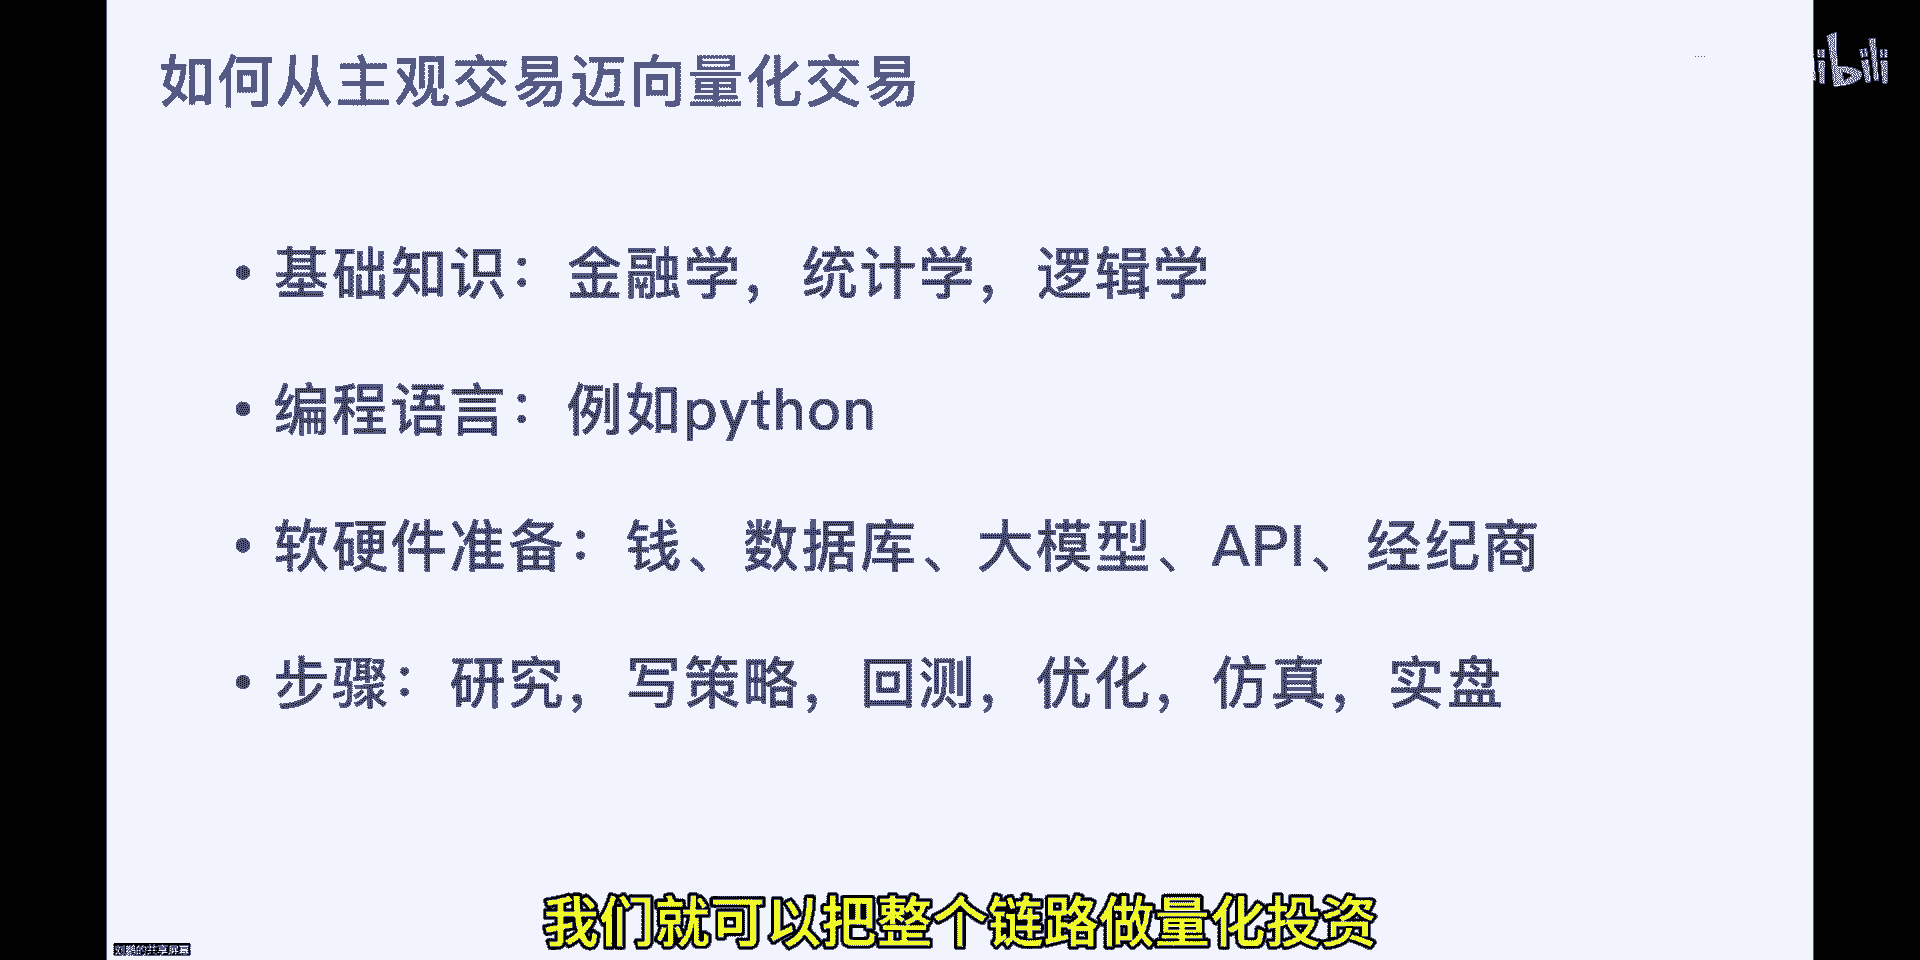 如何从主观交易迈向量化交易
ibili
• 基础知识：金融学，统计学，逻辑学
• 编程语言：例如python
• 软硬件准备：钱、数据库、大模型、API、经纪商
• 步骤：研究，写策略，回测，优化，仿真，实盘
我们就可以把整个链路做量化投资
刘鹏的共享屏幕